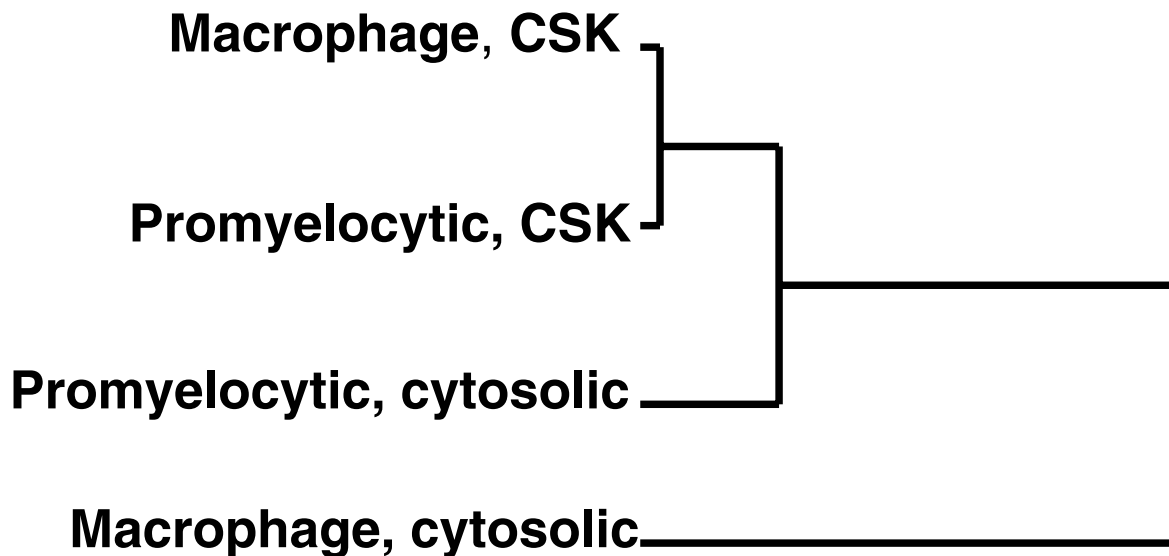 Macrophage, CSK
Promyelocytic, CSK
Promyelocytic, cytosolic
Macrophage, cytosolic